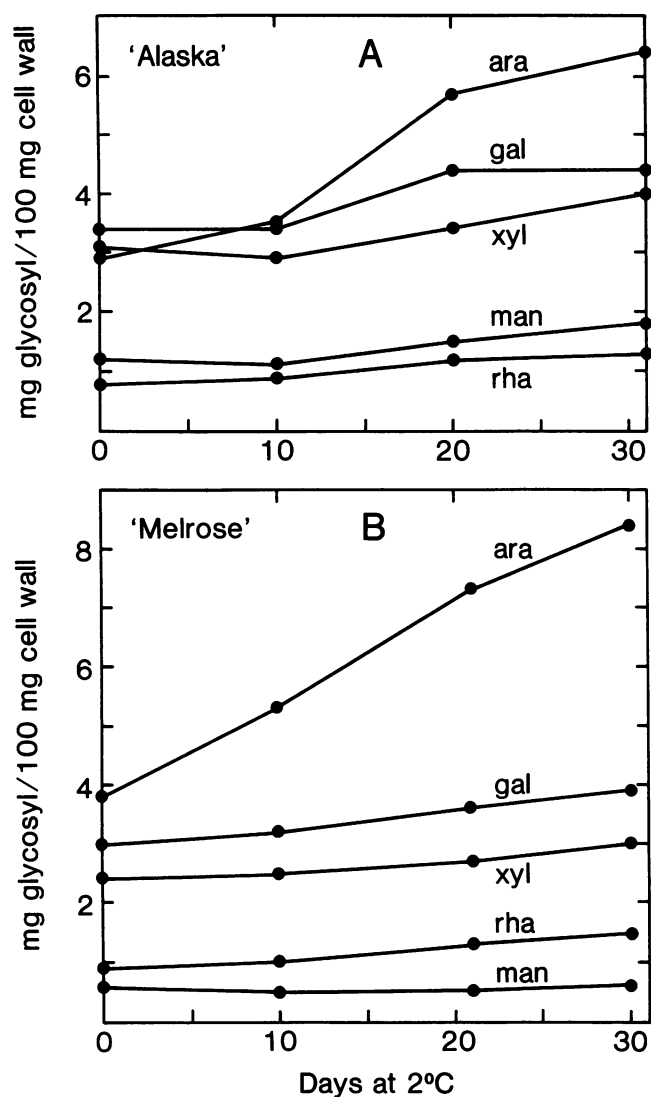 mg glycosyl/100 mg cell wall
'Alaska'
A
6
4
2
ara
gal
xyl
man
rha
0
10
20
30
mg glycosyl/100 mg cell wall
'Melrose'
B
8
6
4
2
ara
gal
xyl
rha
man
0
10
20
30
Days at 2ºC